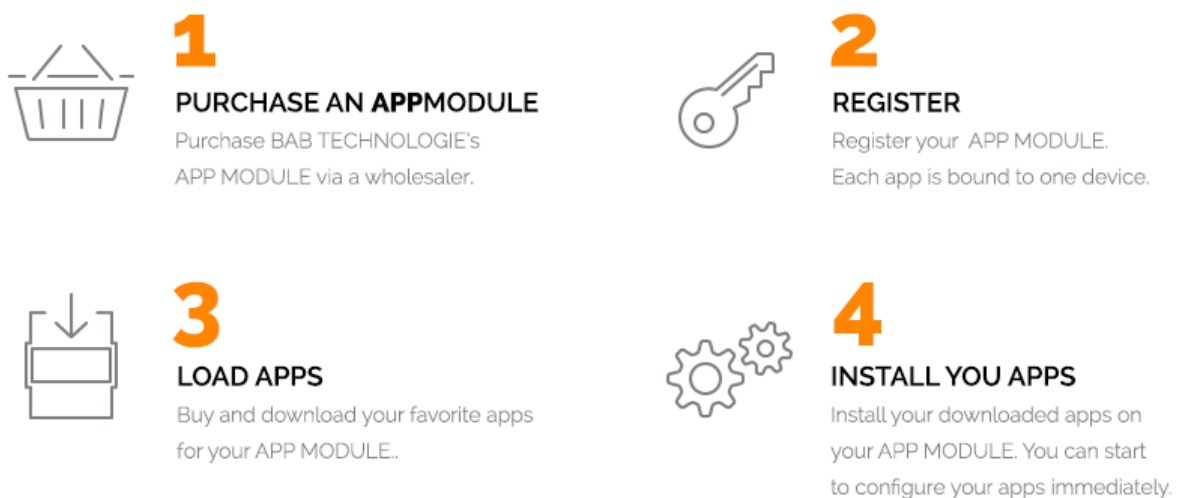 1
PURCHASE AN APPMODULE
Purchase BAB TECHNOLOGIE's
APP MODULE via a wholesaler.
2
REGISTER
Register your APP MODULE.
Each app is bound to one device.
3
LOAD APPS
Buy and download your favorite apps
for your APP MODULE..
4
INSTALL YOU APPS
Install your downloaded apps on
your APP MODULE. You can start
to configure your apps immediately.